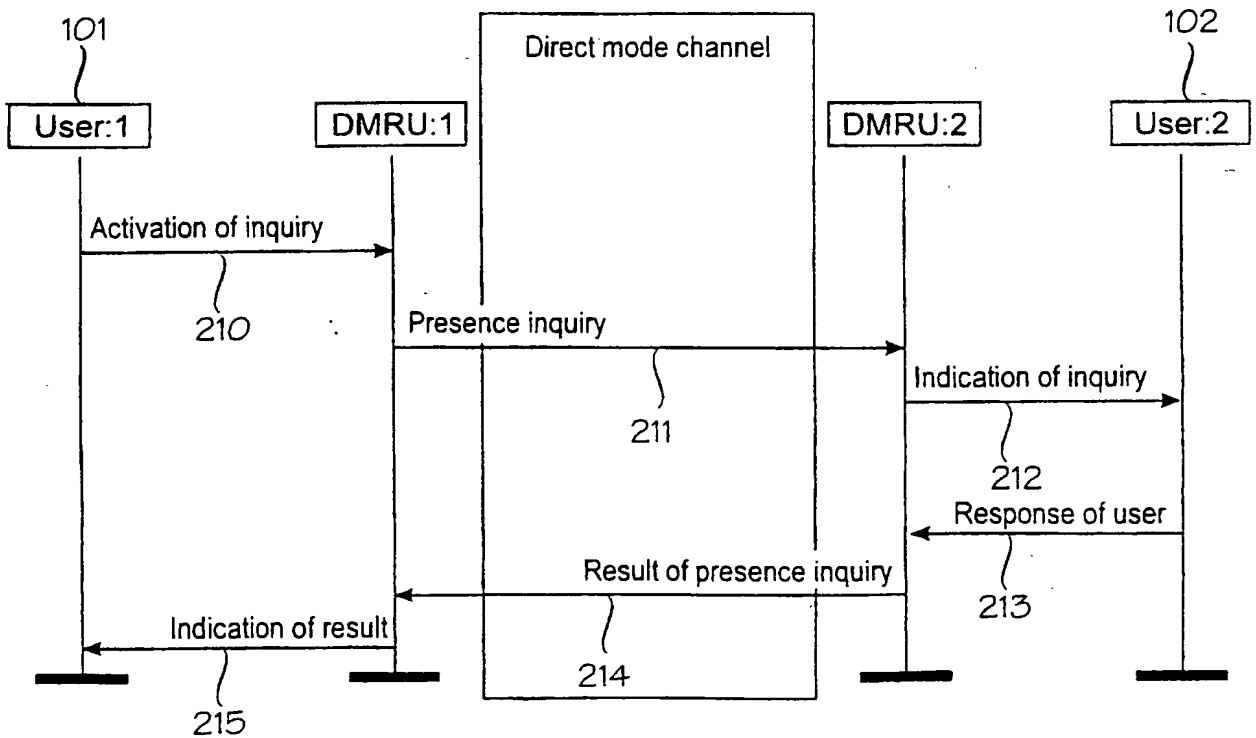 101
102
Direct mode channel
User:1
DMRU:1
DMRU:2
User:2
Activation of inquiry
210
Presence inquiry
211
Indication of inquiry
212
Response of user
213
Result of presence inquiry
214
Indication of result
215